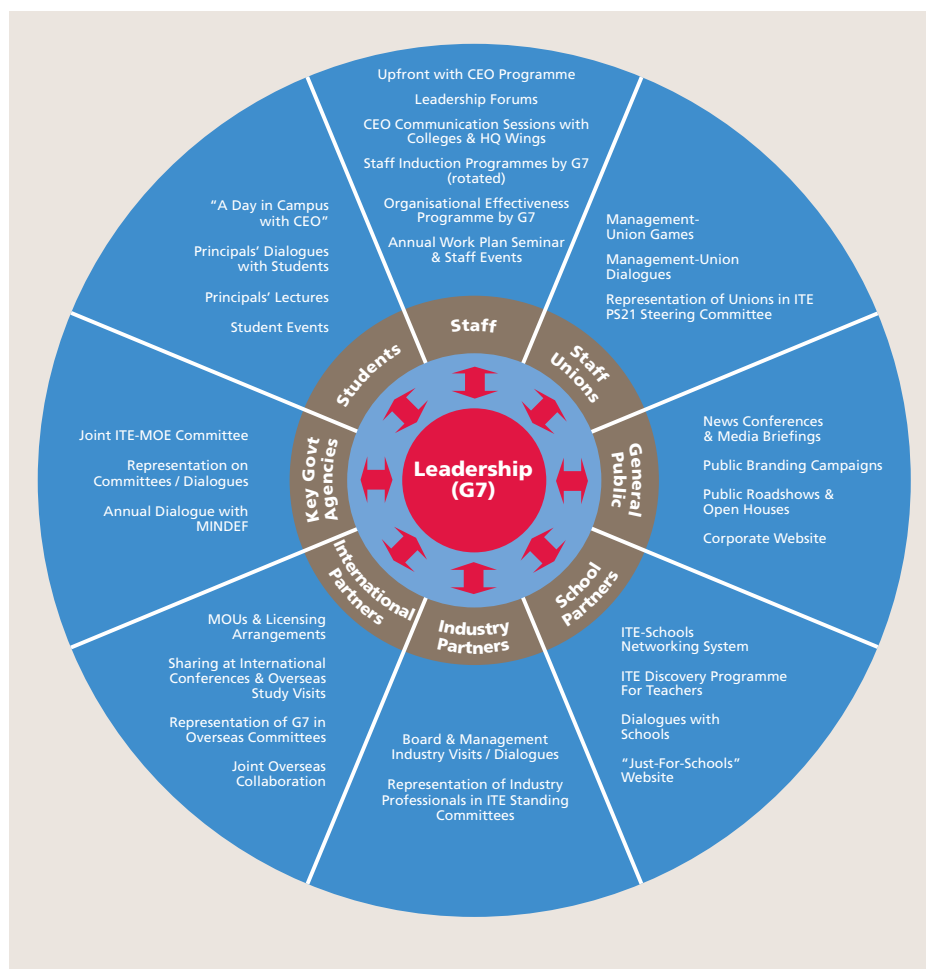 Upfront with CEO Programme
Leadership Forums
CEO Communication Sessions with
Colleges & HQ Wings
Staff Induction Programmes by G7
(rotated)
Organisational Effectiveness
Programme by G7
Annual Work Plan Seminar
& Staff Events
Staff
Management-
Union Games
Management-Union
Dialogues
Representation of Unions in ITE
PS21 Steering Committee
Staff
Unions
News Conferences
& Media Briefings
Public Branding Campaigns
Public Roadshows &
Open Houses
Corporate Website
General
Public
ITE-Schools
Networking System
ITE Discovery Programme
For Teachers
Dialogues with
Schools
“Just-For-Schools”
Website
School
Partners
Board & Management
Industry Visits / Dialogues
Representation of Industry
Professionals in ITE Standing
Committees
Industry
Partners
MOUs & Licensing
Arrangements
Sharing at International
Conferences & Overseas
Study Visits
Representation of G7 in
Overseas Committees
Joint Overseas
Collaboration
International
Partners
Joint ITE-MOE Committee
Representation on
Committees / Dialogues
Annual Dialogue with
MINDEF
Key Govt
Agencies
“A Day in Campus
with CEO”
Principals’ Dialogues
with Students
Principals’ Lectures
Student Events
Students
Leadership
(G7)